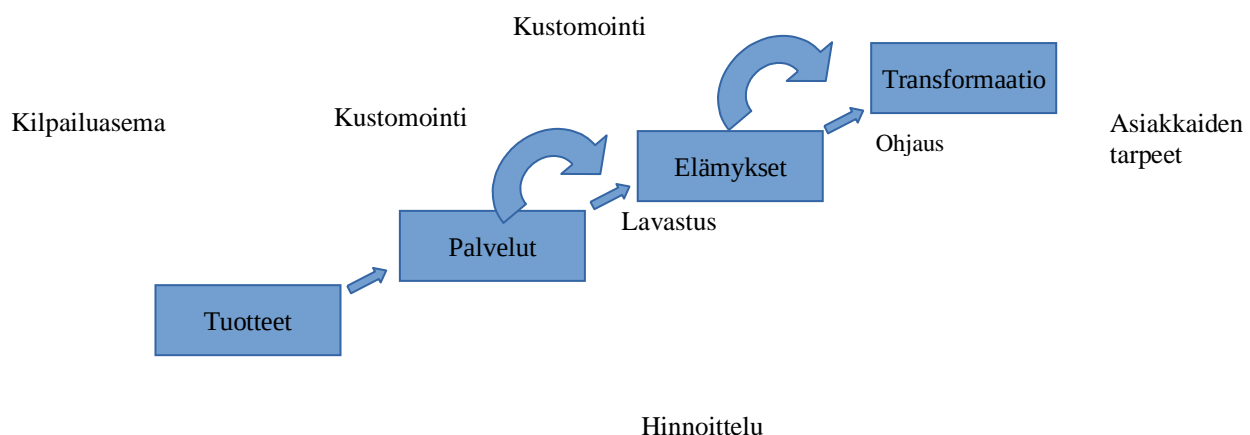 Kustomointi
Transformaatio
Kilpailuasema
Kustomointi
Asiakkaiden
tarpeet
Ohjaus
Elämykset
Lavastus
Palvelut
Tuotteet
Hinnoittelu